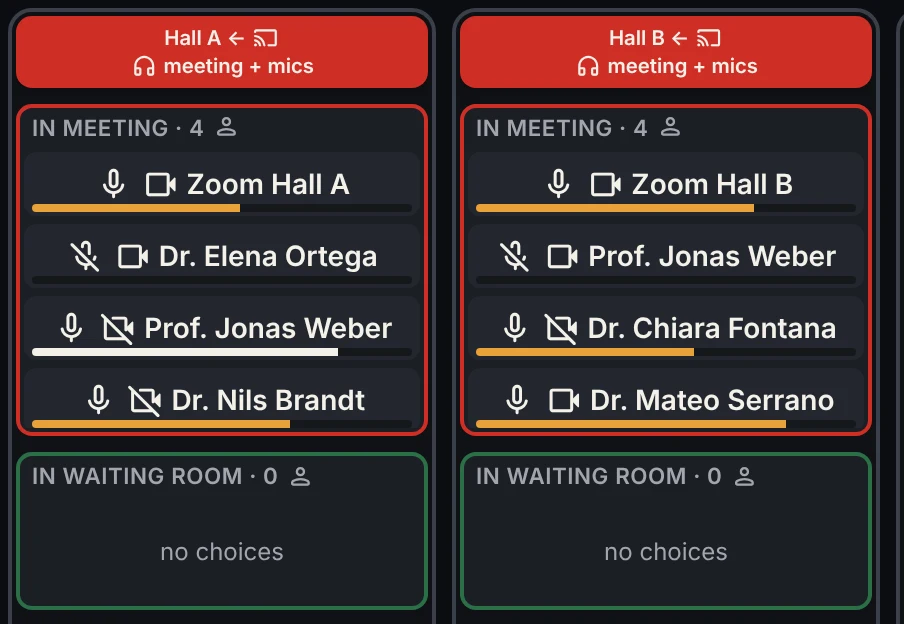 Hall A ←
meeting + mics
IN MEETING · 4
Zoom Hall A
Dr. Elena Ortega
Prof. Jonas Weber
Dr. Nils Brandt
IN WAITING ROOM · 0
no choices
Hall B ←
meeting + mics
IN MEETING · 4
Zoom Hall B
Prof. Jonas Weber
Dr. Chiara Fontana
Dr. Mateo Serrano
IN WAITING ROOM · 0
no choices